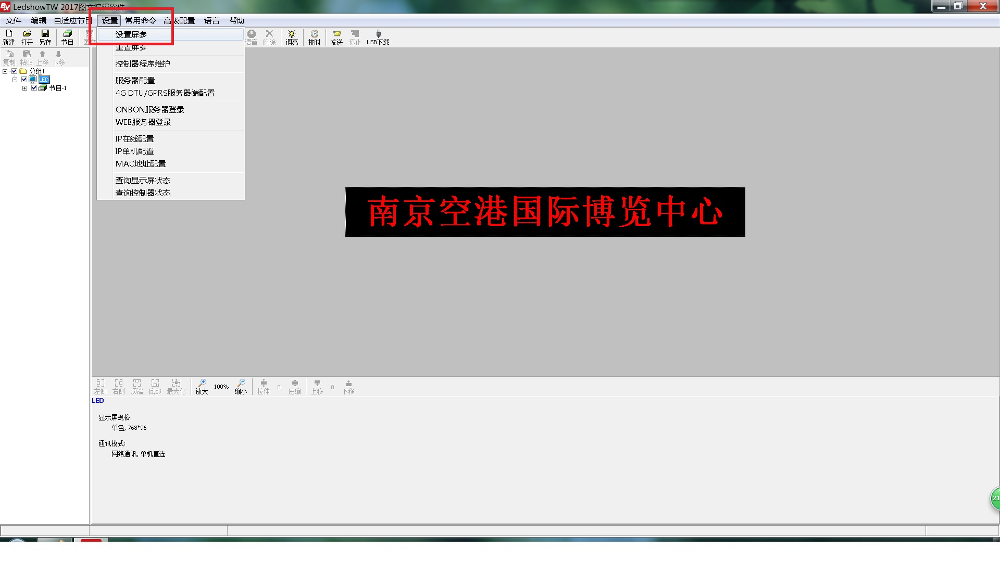 LedshowTW 2017图文编辑软件
文件 编辑 自适应节目 设置 常用命令 高级配置 语言 帮助
新建 打开 另存 节目 语音 删除 调亮 校时 发送 停止 USB下载
设置屏参
重置屏参
控制器程序维护
服务器配置
4G DTU/GPRS服务器端配置
ONBON服务器登录
WEB服务器登录
IP在线配置
IP单机配置
MAC地址配置
查询显示屏状态
查询控制器状态
复制 粘贴 上移 下移
分组1
LED
节目-1
南京空港国际博览中心
左侧 右侧 顶端 底部 最大化 放大 100% 缩小 拉伸 0 压缩 上移 0 下移
LED
显示屏规格:
单色, 768*96
通讯模式:
网络通讯, 单机直连
21